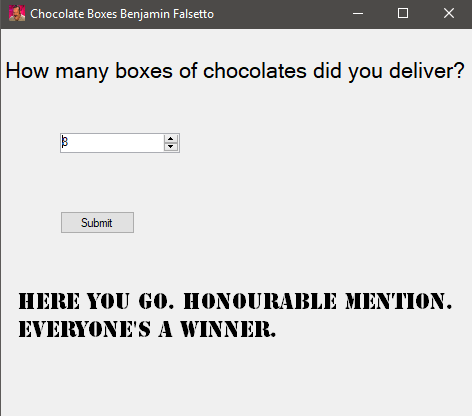 Chocolate Boxes Benjamin Falsetto
How many boxes of chocolates did you deliver?
8
Submit
HERE YOU GO. HONOURABLE MENTION.
EVERYONE'S A WINNER.